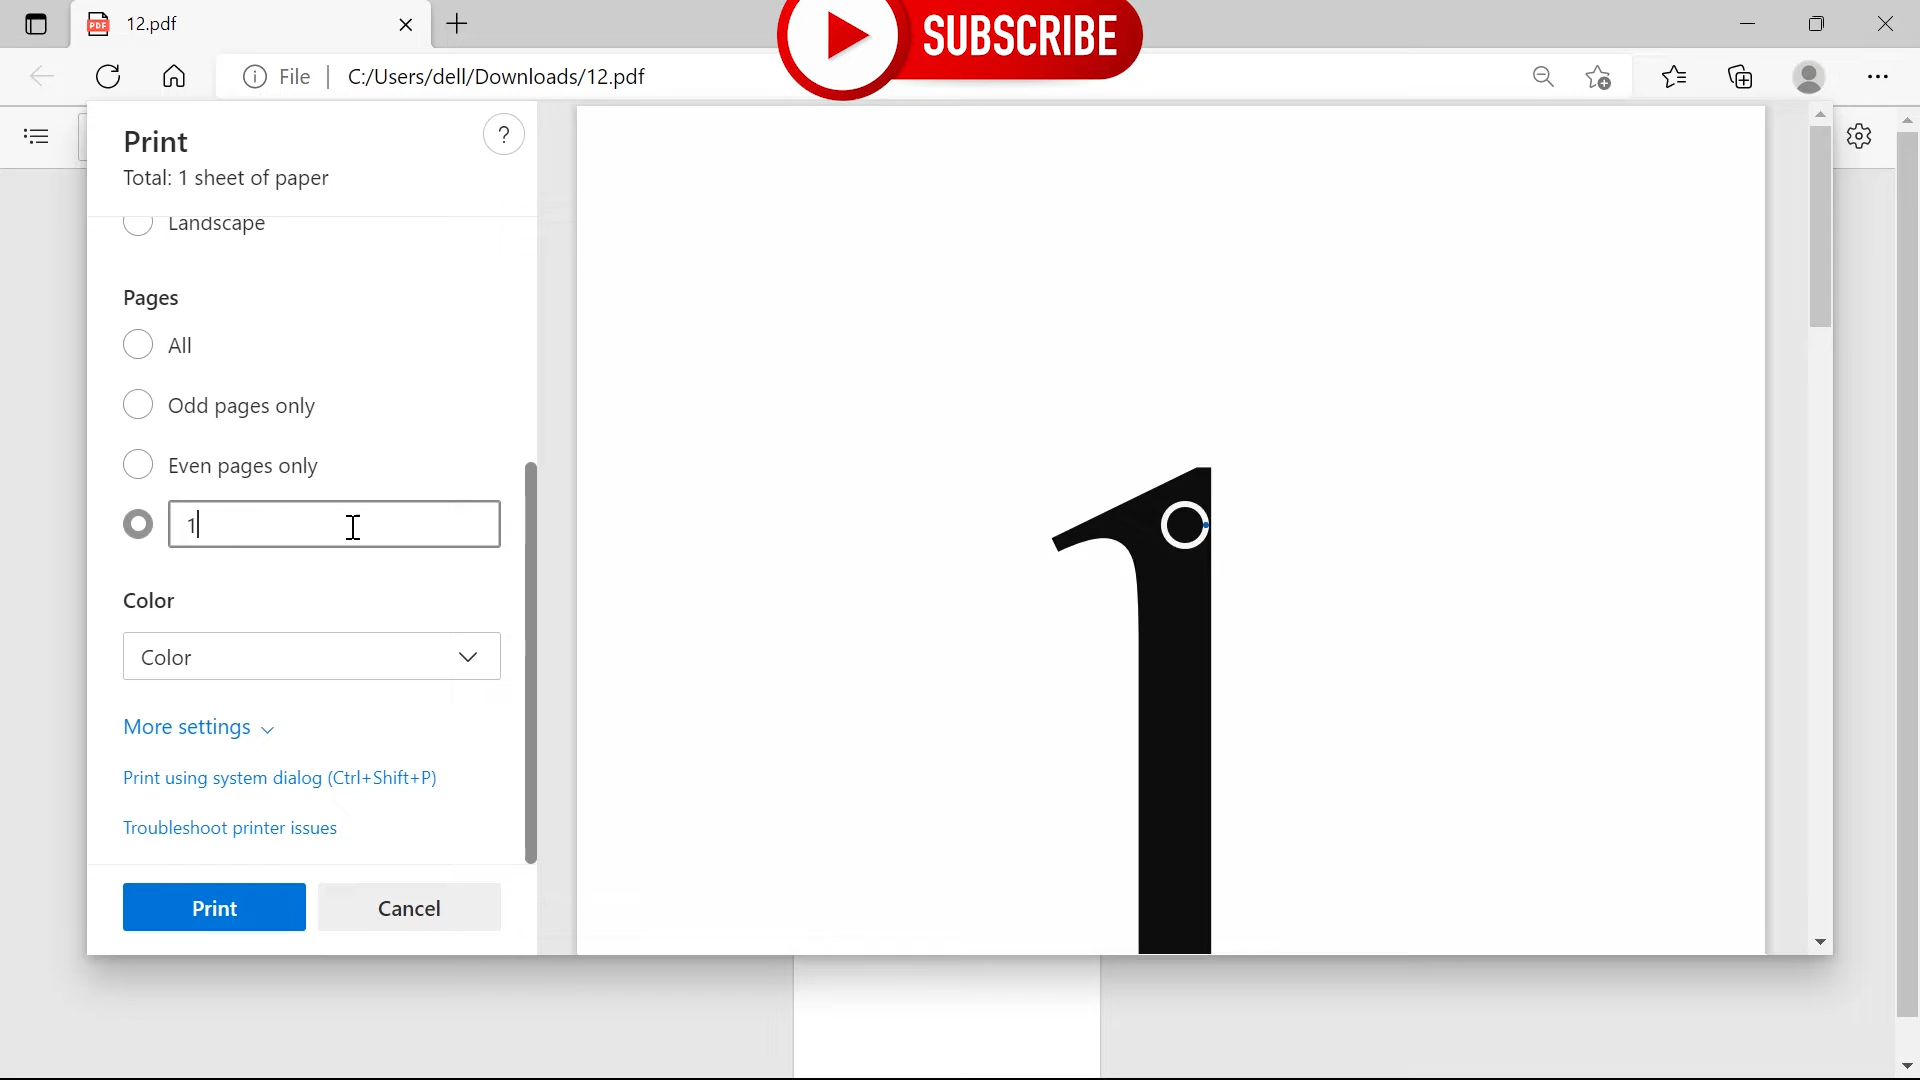 12.pdf
SUBSCRIBE
File
C:/Users/dell/Downloads/12.pdf
Print
?
Total: 1 sheet of paper
Landscape
Pages
All
Odd pages only
Even pages only
1
Color
Color
More settings
Print using system dialog (Ctrl+Shift+P)
Troubleshoot printer issues
Print
Cancel
1